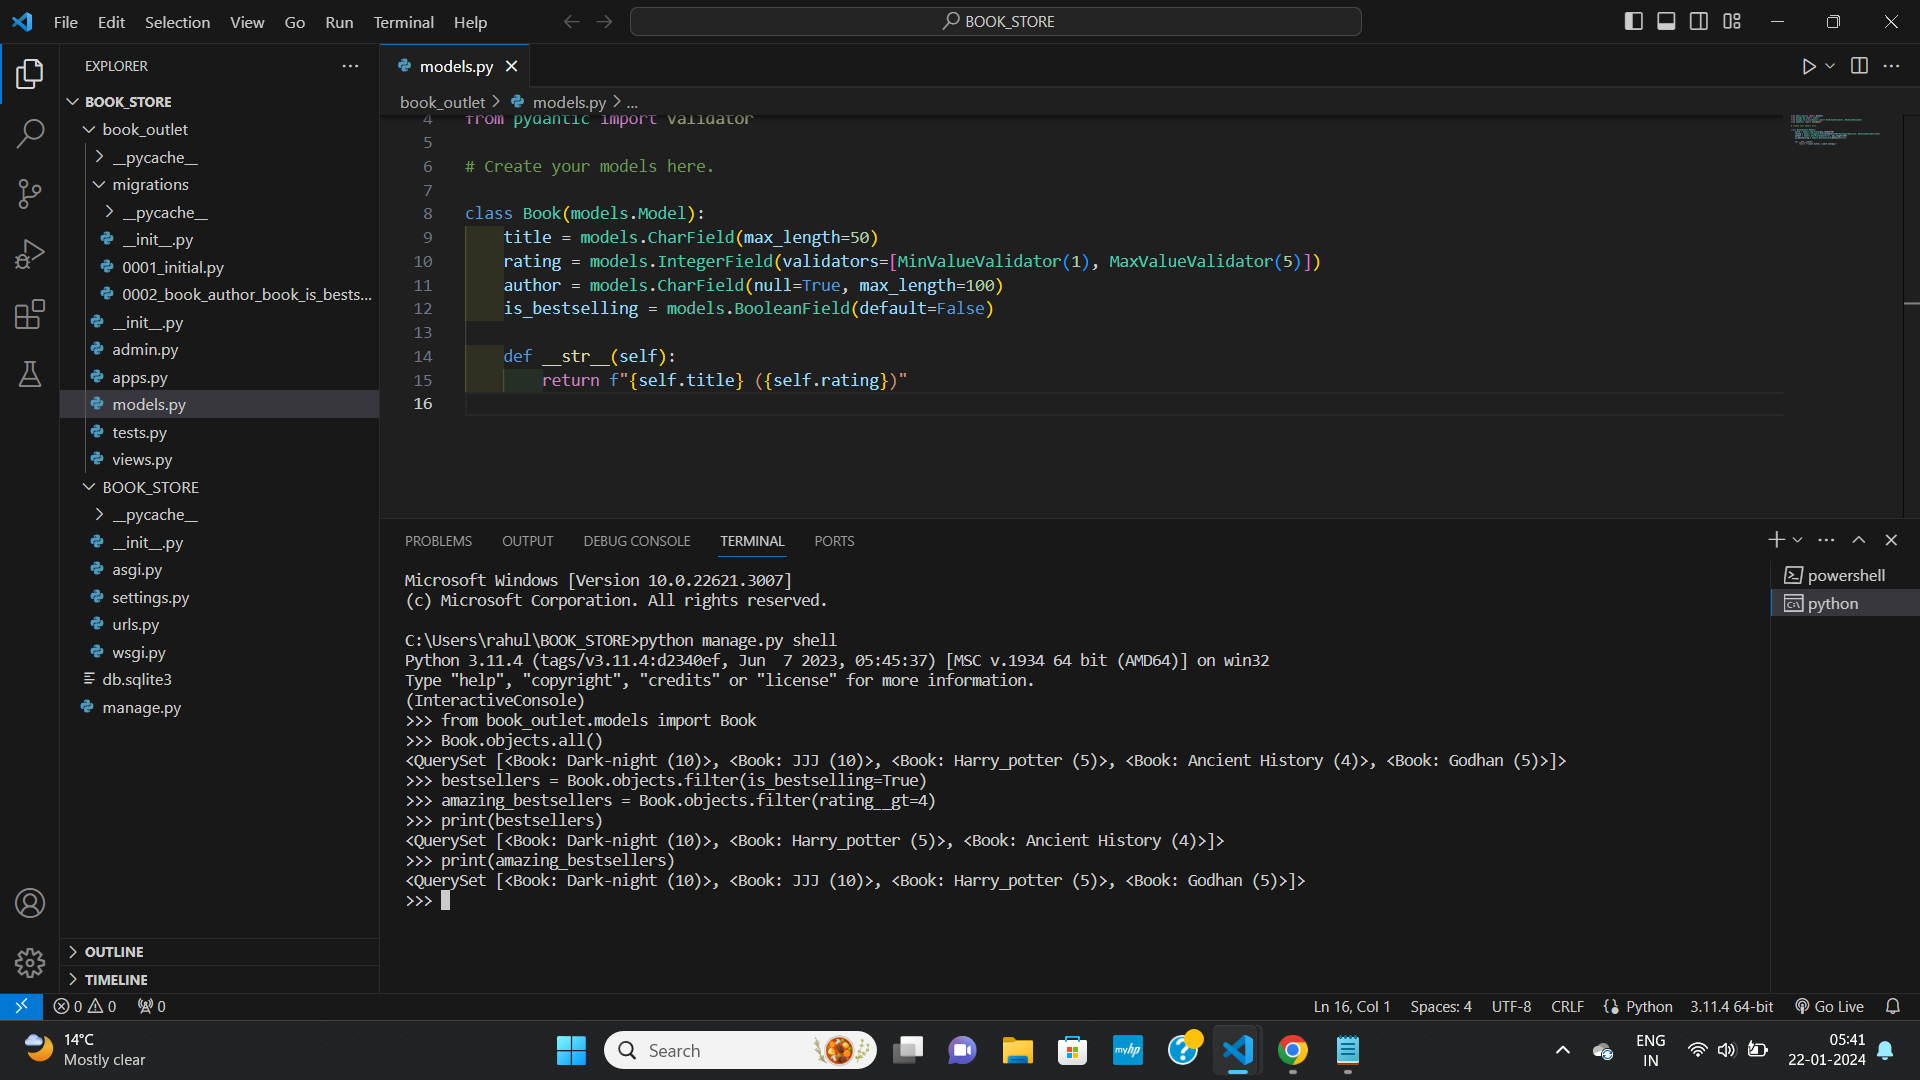 File Edit Selection View Go Run Terminal Help
BOOK_STORE
EXPLORER
models.py
BOOK_STORE
book_outlet > models.py > ...
book_outlet
__pycache__
migrations
__pycache__
__init__.py
0001_initial.py
0002_book_author_book_is_bests...
__init__.py
admin.py
apps.py
models.py
tests.py
views.py
BOOK_STORE
__pycache__
__init__.py
asgi.py
settings.py
urls.py
wsgi.py
db.sqlite3
manage.py
OUTLINE
TIMELINE
4 from pydantic import validator
5
6 # Create your models here.
7
8 class Book(models.Model):
9 title = models.CharField(max_length=50)
10 rating = models.IntegerField(validators=[MinValueValidator(1), MaxValueValidator(5)])
11 author = models.CharField(null=True, max_length=100)
12 is_bestselling = models.BooleanField(default=False)
13
14 def __str__(self):
15 return f"{self.title} ({self.rating})"
16
PROBLEMS OUTPUT DEBUG CONSOLE TERMINAL PORTS
Microsoft Windows [Version 10.0.22621.3007]
(c) Microsoft Corporation. All rights reserved.
C:\Users\rahul\BOOK_STORE>python manage.py shell
Python 3.11.4 (tags/v3.11.4:d2340ef, Jun  7 2023, 05:45:37) [MSC v.1934 64 bit (AMD64)] on win32
Type "help", "copyright", "credits" or "license" for more information.
(InteractiveConsole)
>>> from book_outlet.models import Book
>>> Book.objects.all()
<QuerySet [<Book: Dark-night (10)>, <Book: JJJ (10)>, <Book: Harry_potter (5)>, <Book: Ancient History (4)>, <Book: Godhan (5)>]>
>>> bestsellers = Book.objects.filter(is_bestselling=True)
>>> amazing_bestsellers = Book.objects.filter(rating__gt=4)
>>> print(bestsellers)
<QuerySet [<Book: Dark-night (10)>, <Book: Harry_potter (5)>, <Book: Ancient History (4)>]>
>>> print(amazing_bestsellers)
<QuerySet [<Book: Dark-night (10)>, <Book: JJJ (10)>, <Book: Harry_potter (5)>, <Book: Godhan (5)>]>
>>>
powershell
python
0 0 0
Ln 16, Col 1 Spaces: 4 UTF-8 CRLF Python 3.11.4 64-bit Go Live
14°C
Mostly clear
Search
myhp
ENG
IN
05:41
22-01-2024